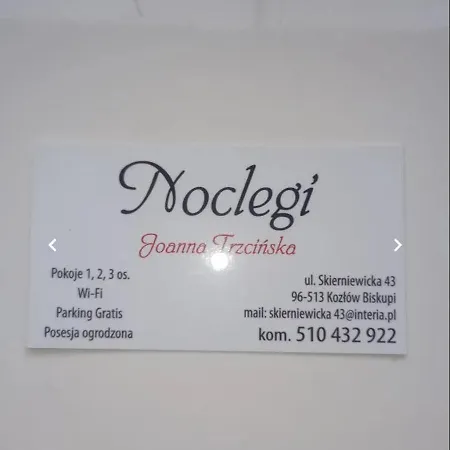 Noclegi
Joanna Trzcińska
Pokoje 1, 2, 3 os.
Wi-Fi
Parking Gratis
Posesja ogrodzona
ul. Skierniewicka 43
96-513 Kozłów Biskupi
mail: skierniewicka 43@interia.pl
kom. 510 432 922